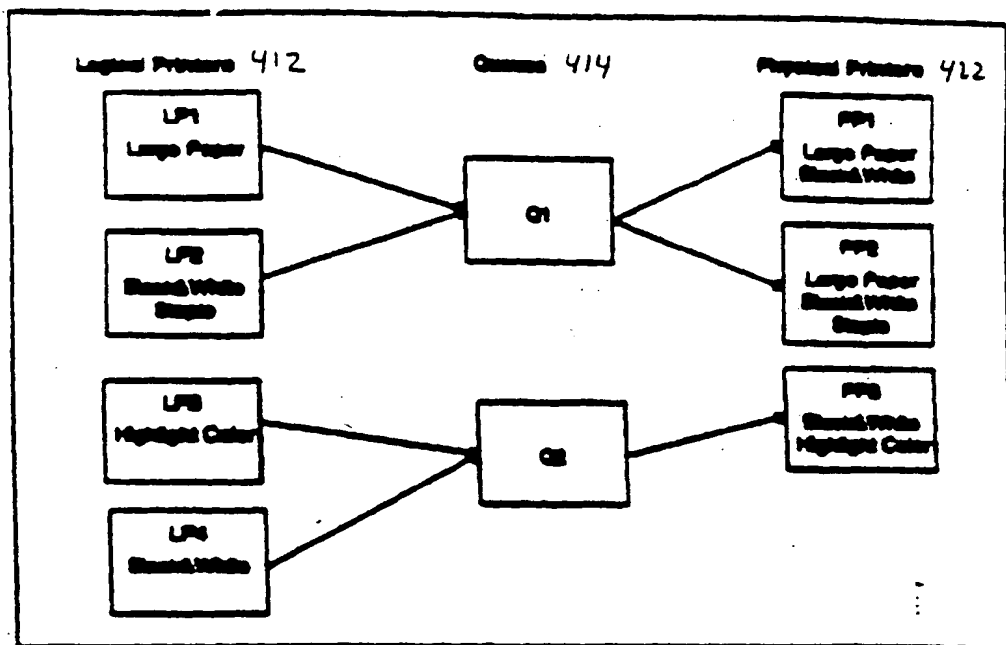 Logical Printers 412
Queues 414
Physical Printers 422
LP1
Large Paper
LP2
Black&White
Staple
LP3
Highlight Color
LP4
Black&White
Q1
Q2
PP1
Large Paper
Black&White
PP2
Large Paper
Black&White
Staple
PP3
Black&White
Highlight Color